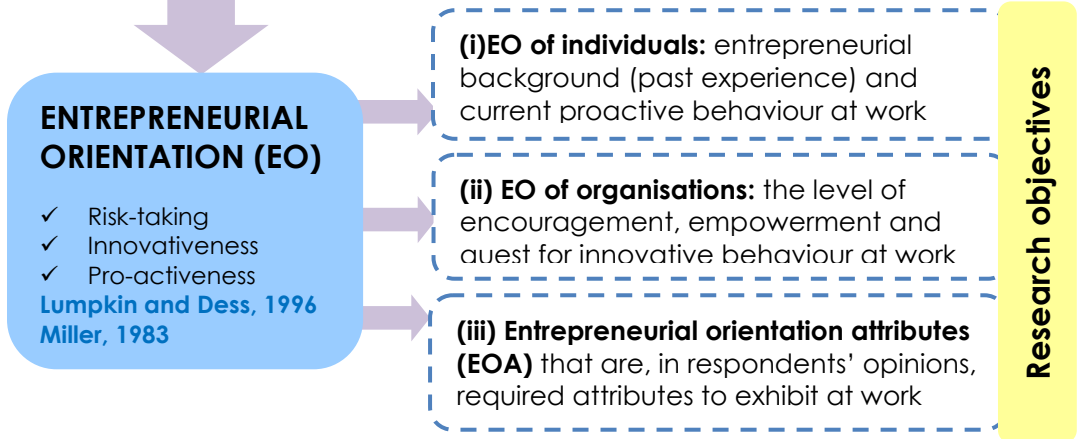 ENTREPRENEURIAL
ORIENTATION (EO)
✓ Risk-taking
✓ Innovativeness
✓ Pro-activeness
Lumpkin and Dess, 1996
Miller, 1983
(i)EO of individuals: entrepreneurial
background (past experience) and
current proactive behaviour at work
(ii) EO of organisations: the level of
encouragement, empowerment and
quest for innovative behaviour at work
(iii) Entrepreneurial orientation attributes
(EOA) that are, in respondents’ opinions,
required attributes to exhibit at work
Research objectives